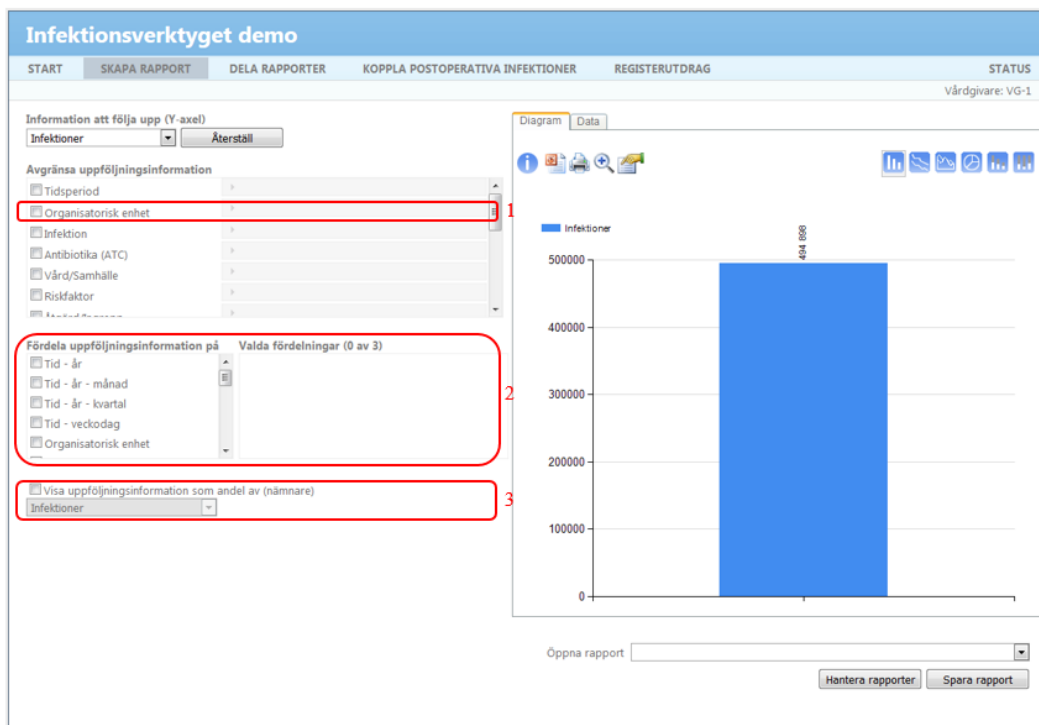 Infektionsverktyget demo
START SKAPA RAPPORT DELA RAPPORTER KOPPLA POSTOPERATIVA INFEKTIONER REGISTERUTDRAG STATUS
Vårdgivare: VG-1
Information att följa upp (Y-axel)
Infektioner Återställ
Avgränsa uppföljningsinformation
Tidsperiod
Organisatorisk enhet 1
Infektion
Antibiotika (ATC)
Vård/Samhälle
Riskfaktor
Fördela uppföljningsinformation på Valda fördelningar (0 av 3)
Tid - år
Tid - år - månad
Tid - år - kvartal
2
Tid - veckodag
Organisatorisk enhet
Visa uppföljningsinformation som andel av (nämnare)
3
Infektioner
Diagram Data
Infektioner
494 898
500000
400000
300000
200000
100000
0
Öppna rapport
Hantera rapporter Spara rapport